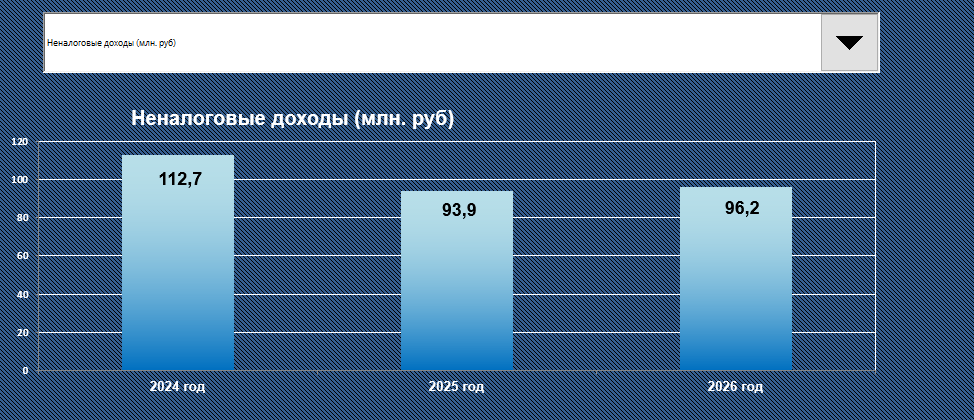 Неналоговые доходы (млн. руб)
Неналоговые доходы (млн. руб)
120
100
80
60
40
20
0
112,7
93,9
96,2
2024 год
2025 год
2026 год